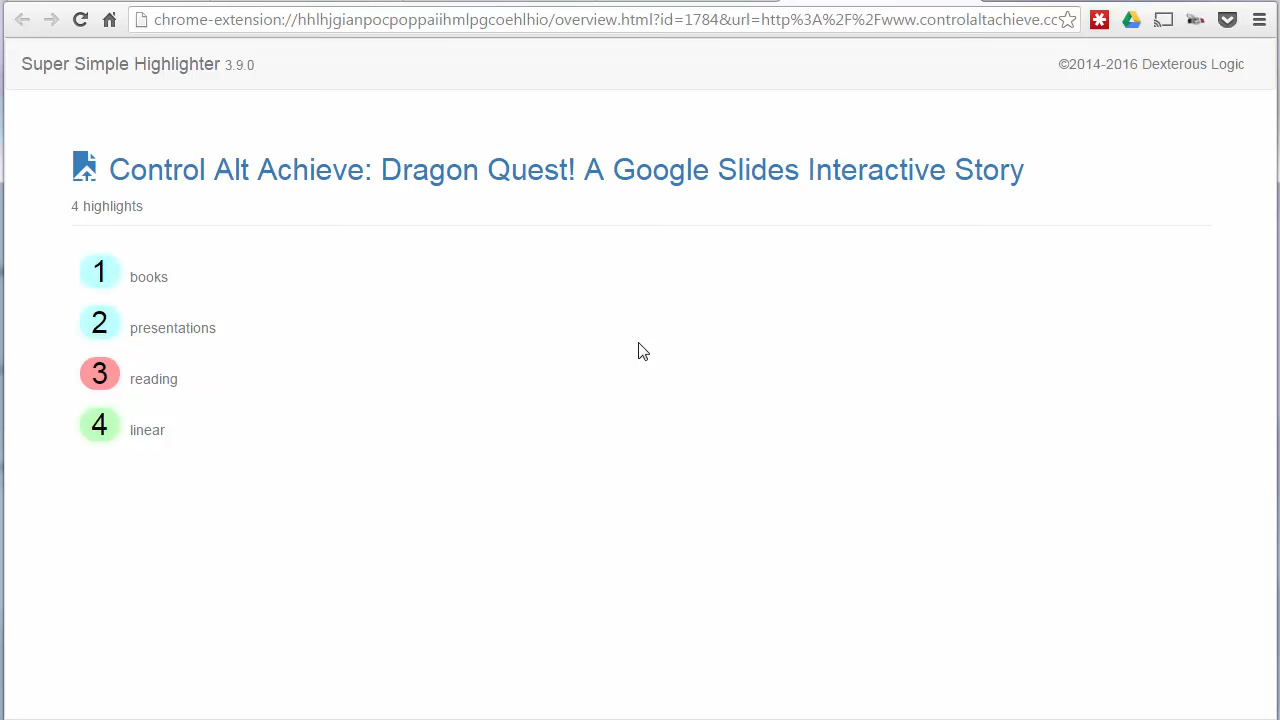 chrome-extension://hhlhjgianpocpoppaiihmlpgcoehlhio/overview.html?id=1784&url=http%3A%2F%2Fwww.controlaltachieve.cc
Super Simple Highlighter 3.9.0
©2014-2016 Dexterous Logic
Control Alt Achieve: Dragon Quest! A Google Slides Interactive Story
4 highlights
1 books
2 presentations
3 reading
4 linear